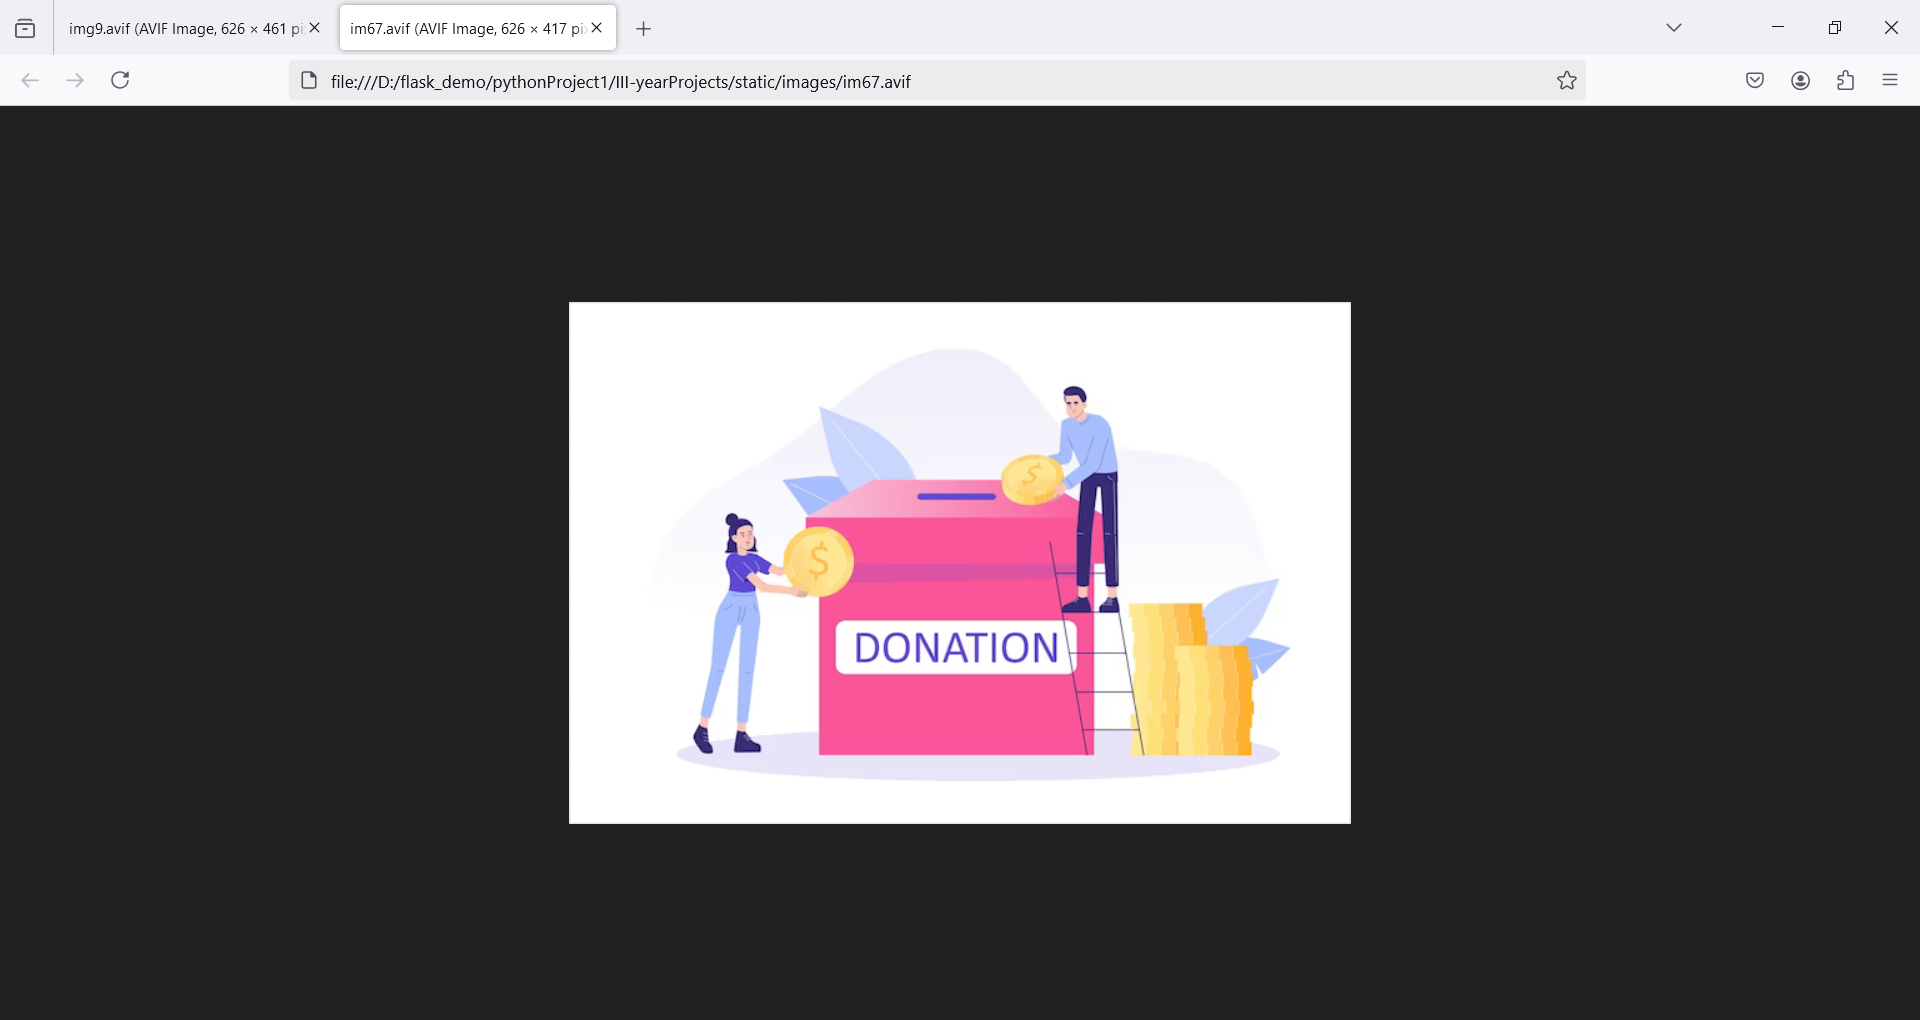 img9.avif (AVIF Image, 626 × 461 pi
im67.avif (AVIF Image, 626 × 417 pi
file:///D:/flask_demo/pythonProject1/III-yearProjects/static/images/im67.avif
$
$
DONATION